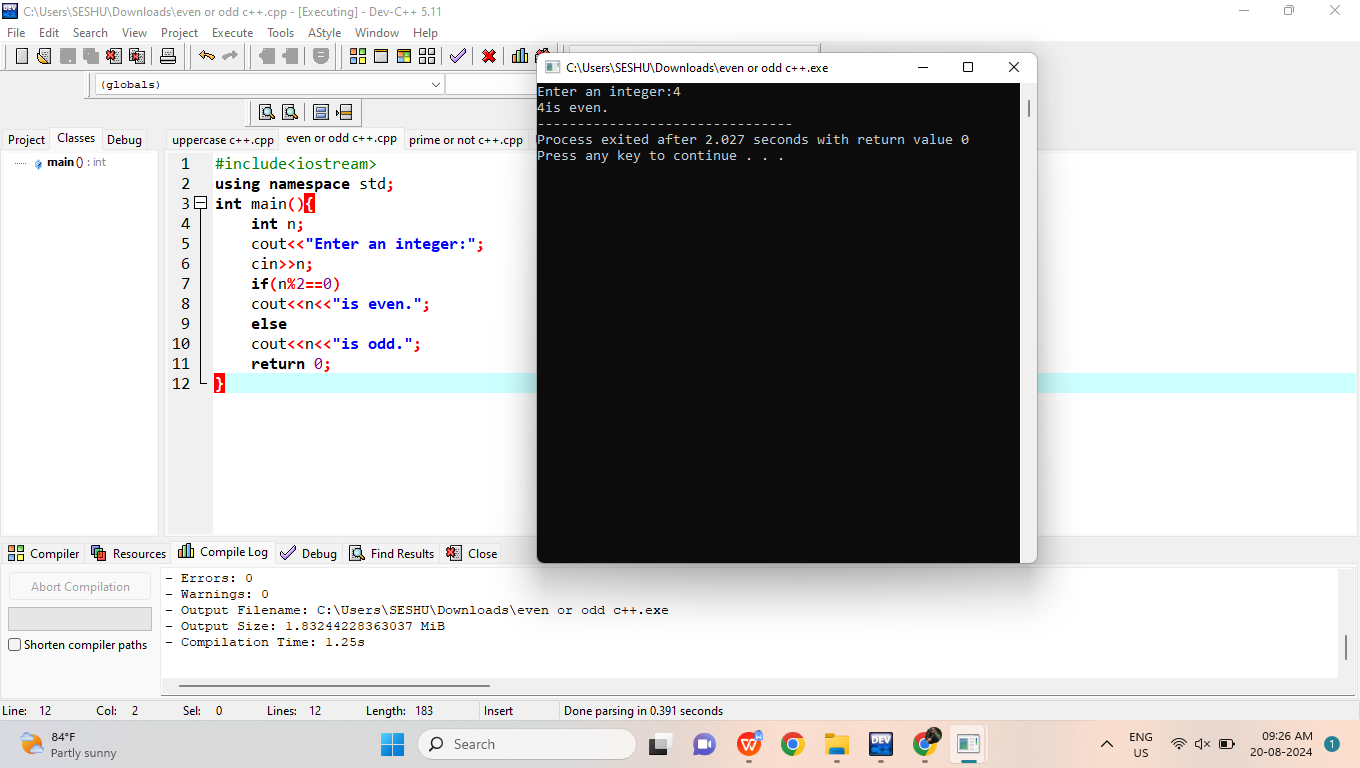 C:\Users\SESHU\Downloads\even or odd c++.cpp - [Executing] - Dev-C++ 5.11
File Edit Search View Project Execute Tools AStyle Window Help
(globals)
Project Classes Debug
main () : int
uppercase c++.cpp even or odd c++.cpp prime or not c++.cpp
1 #include<iostream>
2 using namespace std;
3 int main(){
4 int n;
5 cout<<"Enter an integer:";
6 cin>>n;
7 if(n%2==0)
8 cout<<n<<"is even.";
9 else
10 cout<<n<<"is odd.";
11 return 0;
12 }
C:\Users\SESHU\Downloads\even or odd c++.exe
Enter an integer:4
4is even.
--------------------------------
Process exited after 2.027 seconds with return value 0
Press any key to continue . . .
Compiler Resources Compile Log Debug Find Results Close
Abort Compilation
Shorten compiler paths
- Errors: 0
- Warnings: 0
- Output Filename: C:\Users\SESHU\Downloads\even or odd c++.exe
- Output Size: 1.83244228363037 MiB
- Compilation Time: 1.25s
Line: 12 Col: 2 Sel: 0 Lines: 12 Length: 183 Insert Done parsing in 0.391 seconds
84°F
Partly sunny
Search
DEV
ENG
US
09:26 AM
20-08-2024
1